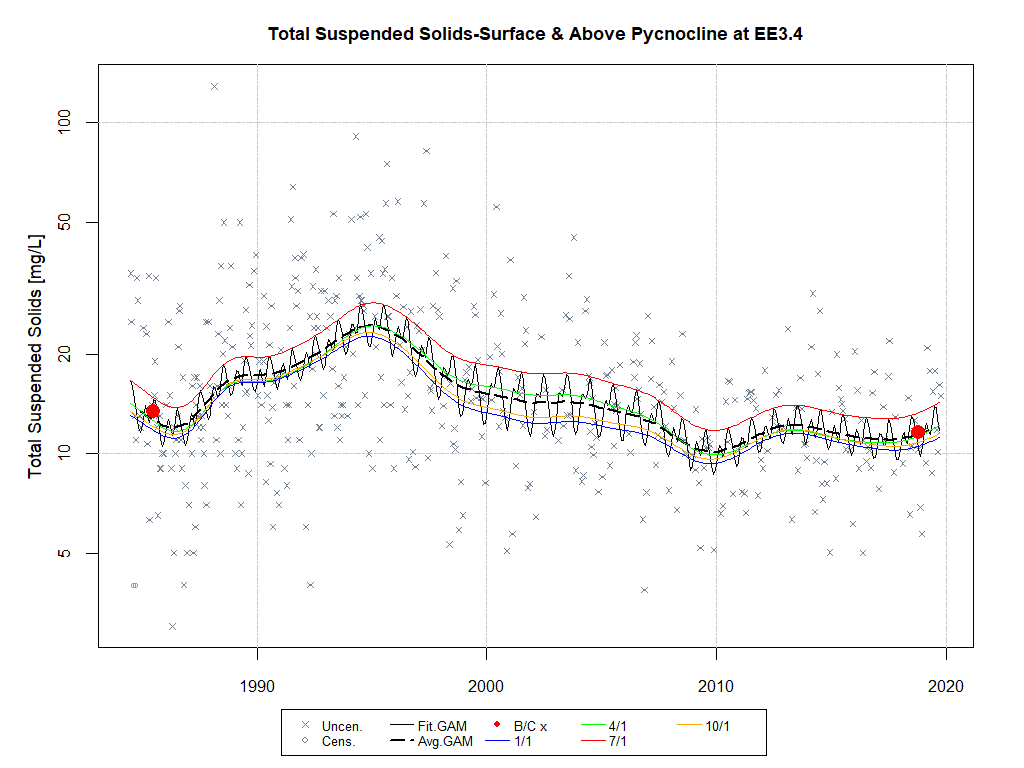 Total Suspended Solids-Surface & Above Pycnocline at EE3.4
Total Suspended Solids [mg/L]
100
50
20
10
5
1990 2000 2010 2020
Uncen. Fit.GAM B/C x 4/1 10/1
Cens. Avg.GAM 1/1 7/1